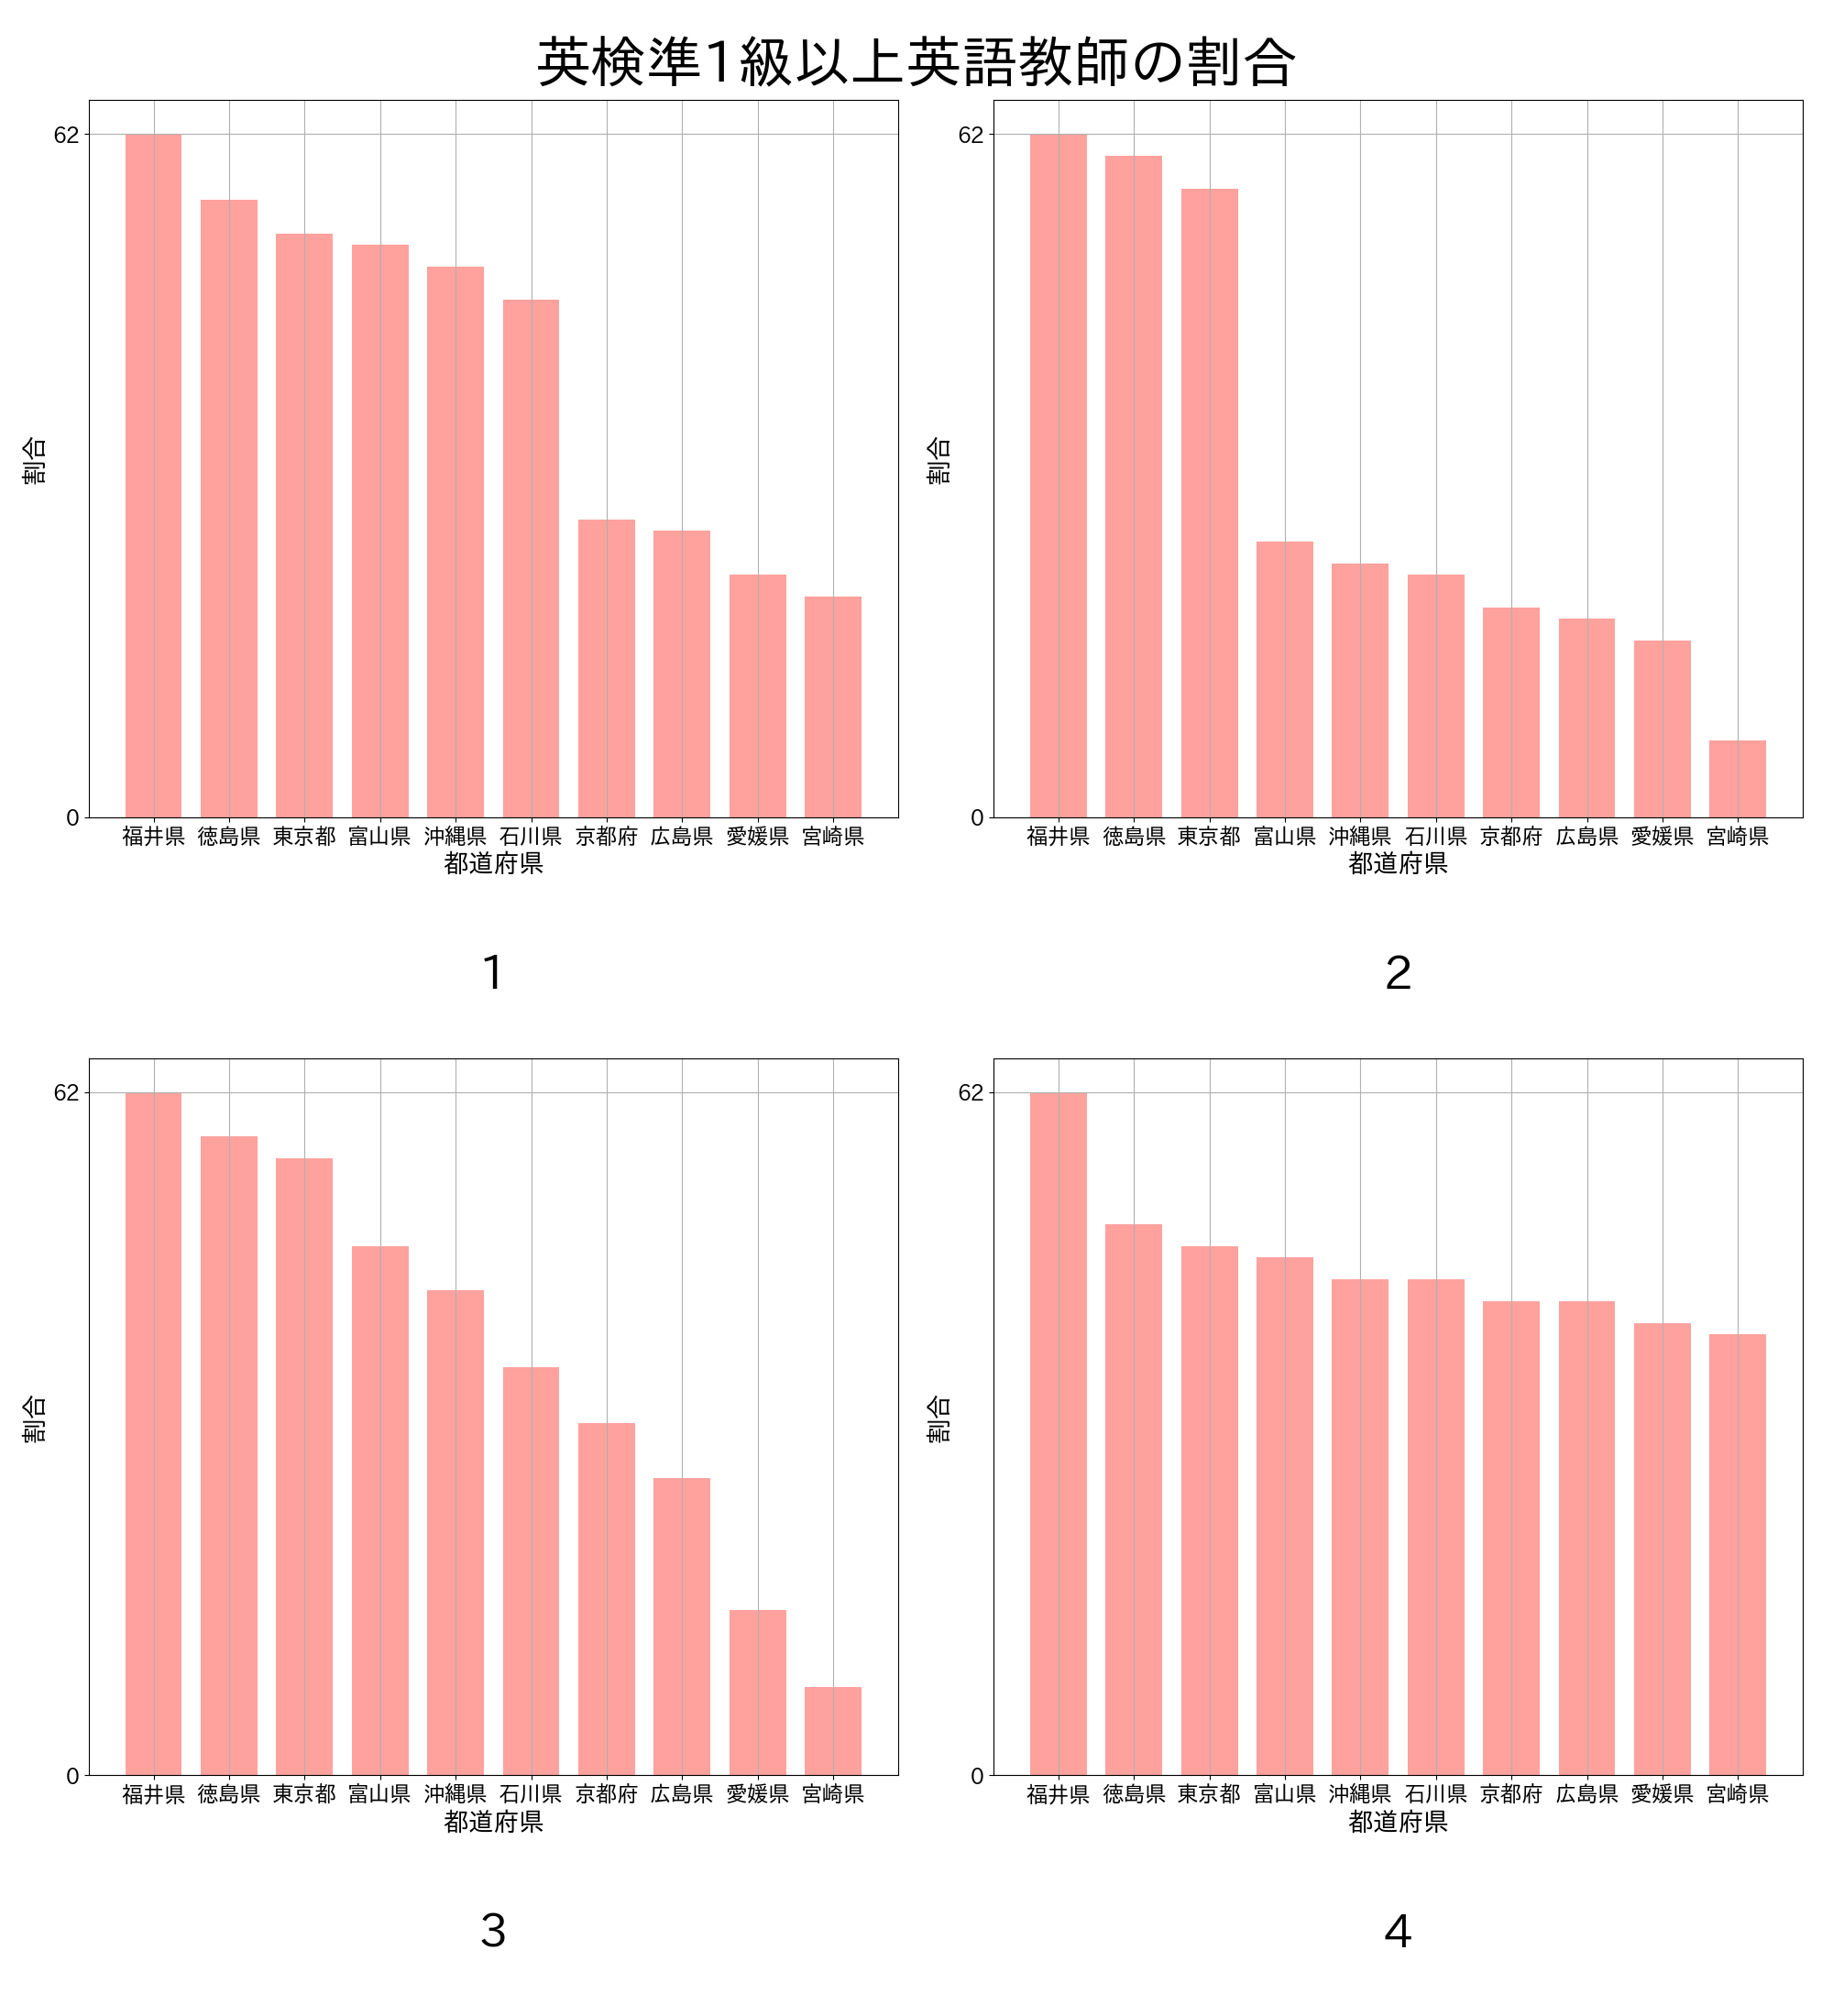 英検準1級以上英語教師の割合
62
0
割合
福井県 徳島県 東京都 富山県 沖縄県 石川県 京都府 広島県 愛媛県 宮崎県
都道府県
1
62
0
割合
福井県 徳島県 東京都 富山県 沖縄県 石川県 京都府 広島県 愛媛県 宮崎県
都道府県
2
62
0
割合
福井県 徳島県 東京都 富山県 沖縄県 石川県 京都府 広島県 愛媛県 宮崎県
都道府県
3
62
0
割合
福井県 徳島県 東京都 富山県 沖縄県 石川県 京都府 広島県 愛媛県 宮崎県
都道府県
4